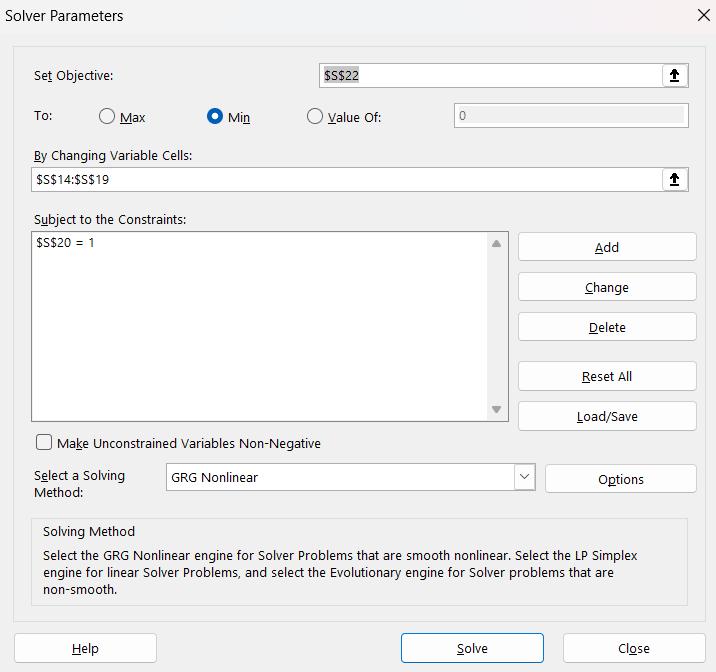 Solver Parameters
Set Objective:
$S$22
To:
Max
Min
Value Of:
0
By Changing Variable Cells:
$S$14:$S$19
Subject to the Constraints:
$S$20 = 1
Add
Change
Delete
Reset All
Load/Save
Make Unconstrained Variables Non-Negative
Select a Solving
Method:
GRG Nonlinear
Options
Solving Method
Select the GRG Nonlinear engine for Solver Problems that are smooth nonlinear. Select the LP Simplex
engine for linear Solver Problems, and select the Evolutionary engine for Solver problems that are
non-smooth.
Help
Solve
Close